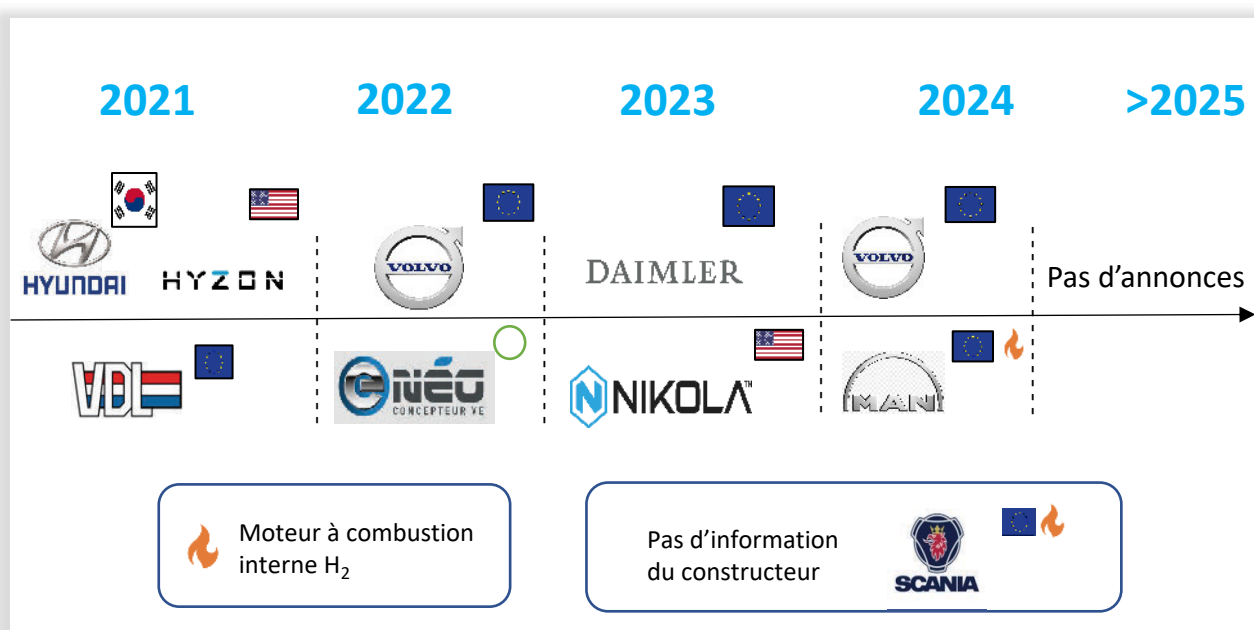 2021 2022 2023 2024 >2025
HYUNDAI HYZON VOLVO DAIMLER VOLVO Pas d’annonces
VDL e-NÉO NIKOLA™ MAN
CONCEPTEUR VE
Moteur à combustion
interne H₂
Pas d’information
du constructeur
SCANIA